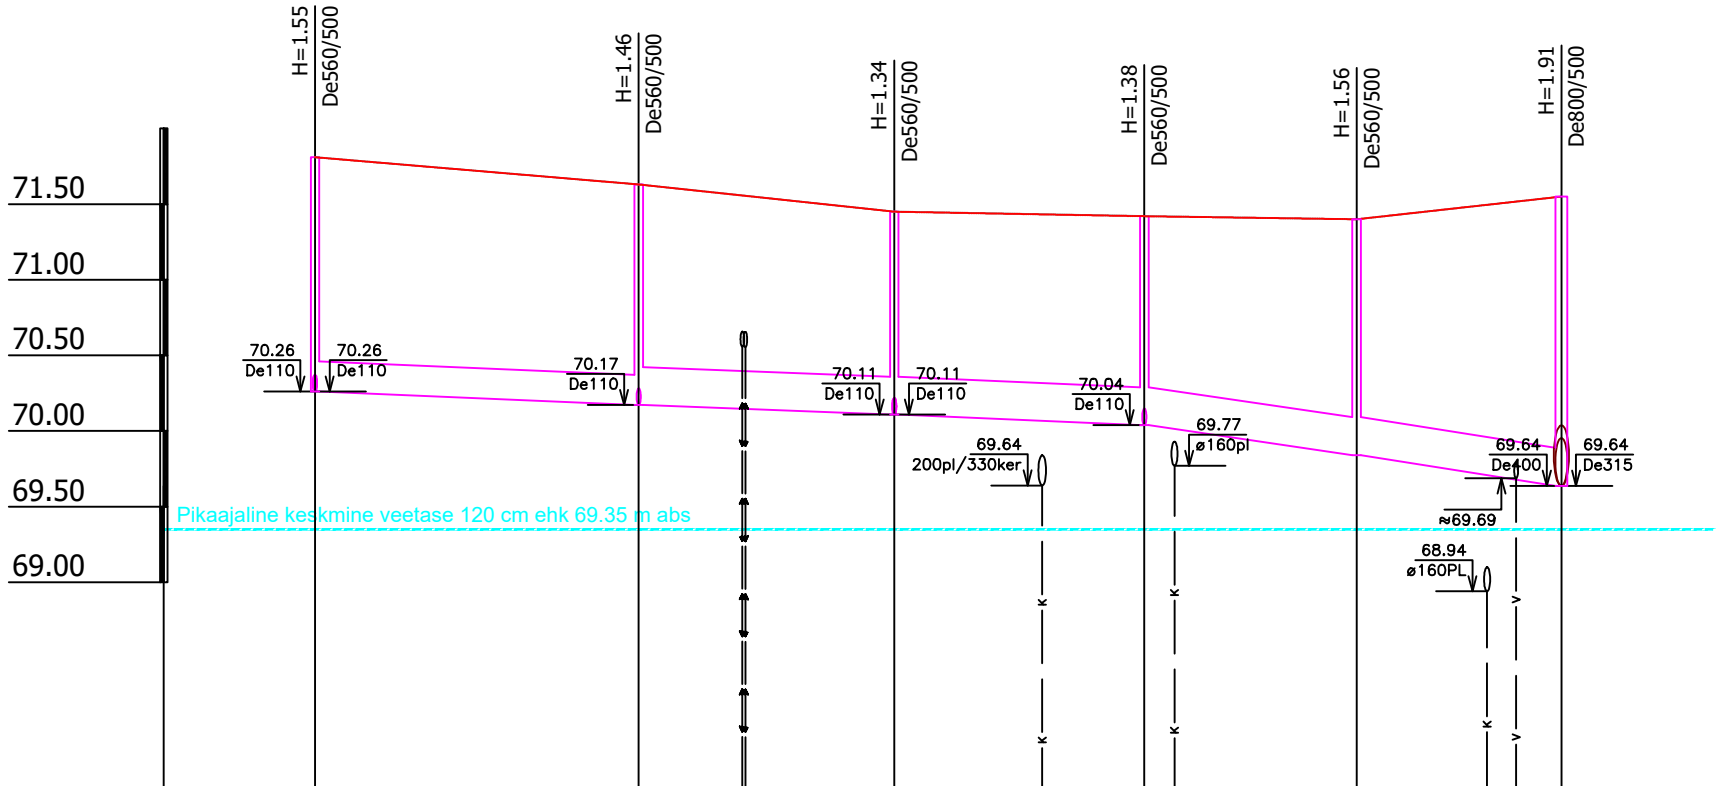 H=1.55
De560/500
H=1.46
De560/500
H=1.34
De560/500
H=1.38
De560/500
H=1.56
De560/500
H=1.91
De800/500
71.50
71.00
70.50
70.00
69.50
69.00
70.26
De110
70.26
De110
70.17
De110
70.11
De110
70.11
De110
70.04
De110
69.77
ø160pl
69.64
200pl/330ker
69.64
De400
69.64
De315
≈69.69
68.94
ø160PL
Pikaajaline keskmine veetase 120 cm ehk 69.35 m abs
K
K
K
K
K
V
V